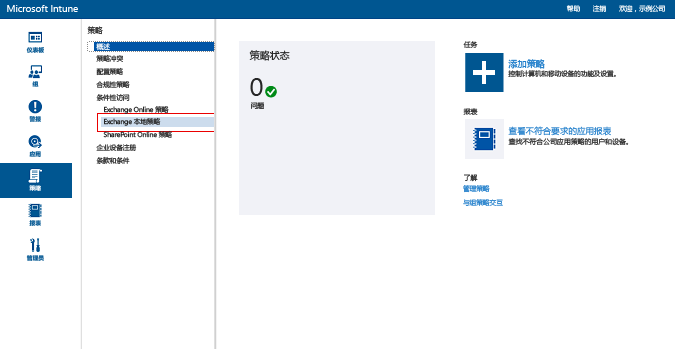 Microsoft Intune
帮助
注销
欢迎，示例公司
仪表板
组
警报
应用
策略
报表
管理员
策略
概述
策略冲突
配置策略
合规性策略
条件性访问
Exchange Online 策略
Exchange 本地策略
SharePoint Online 策略
企业设备注册
条款和条件
策略状态
0
问题
任务
添加策略
控制计算机和移动设备的功能及设置。
报表
查看不符合要求的应用报表
查找不符合公司应用策略的用户和设备。
了解
管理策略
与组策略交互